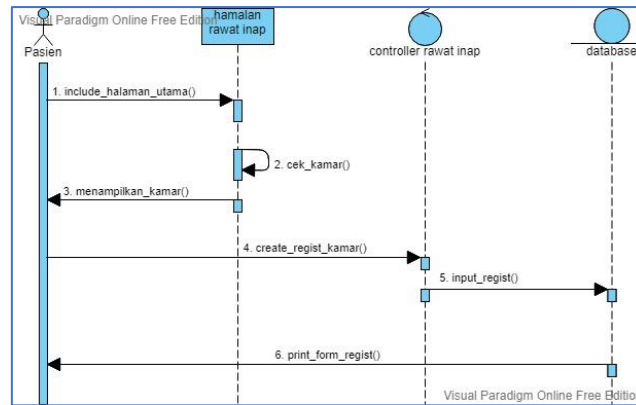 Visual Paradigm Online Free Edition
Pasien
hamalan
rawat inap
controller rawat inap
database
1. include_halaman_utama()
2. cek_kamar()
3. menampilkan_kamar()
4. create_regist_kamar()
5. input_regist()
6. print_form_regist()
Visual Paradigm Online Free Edition